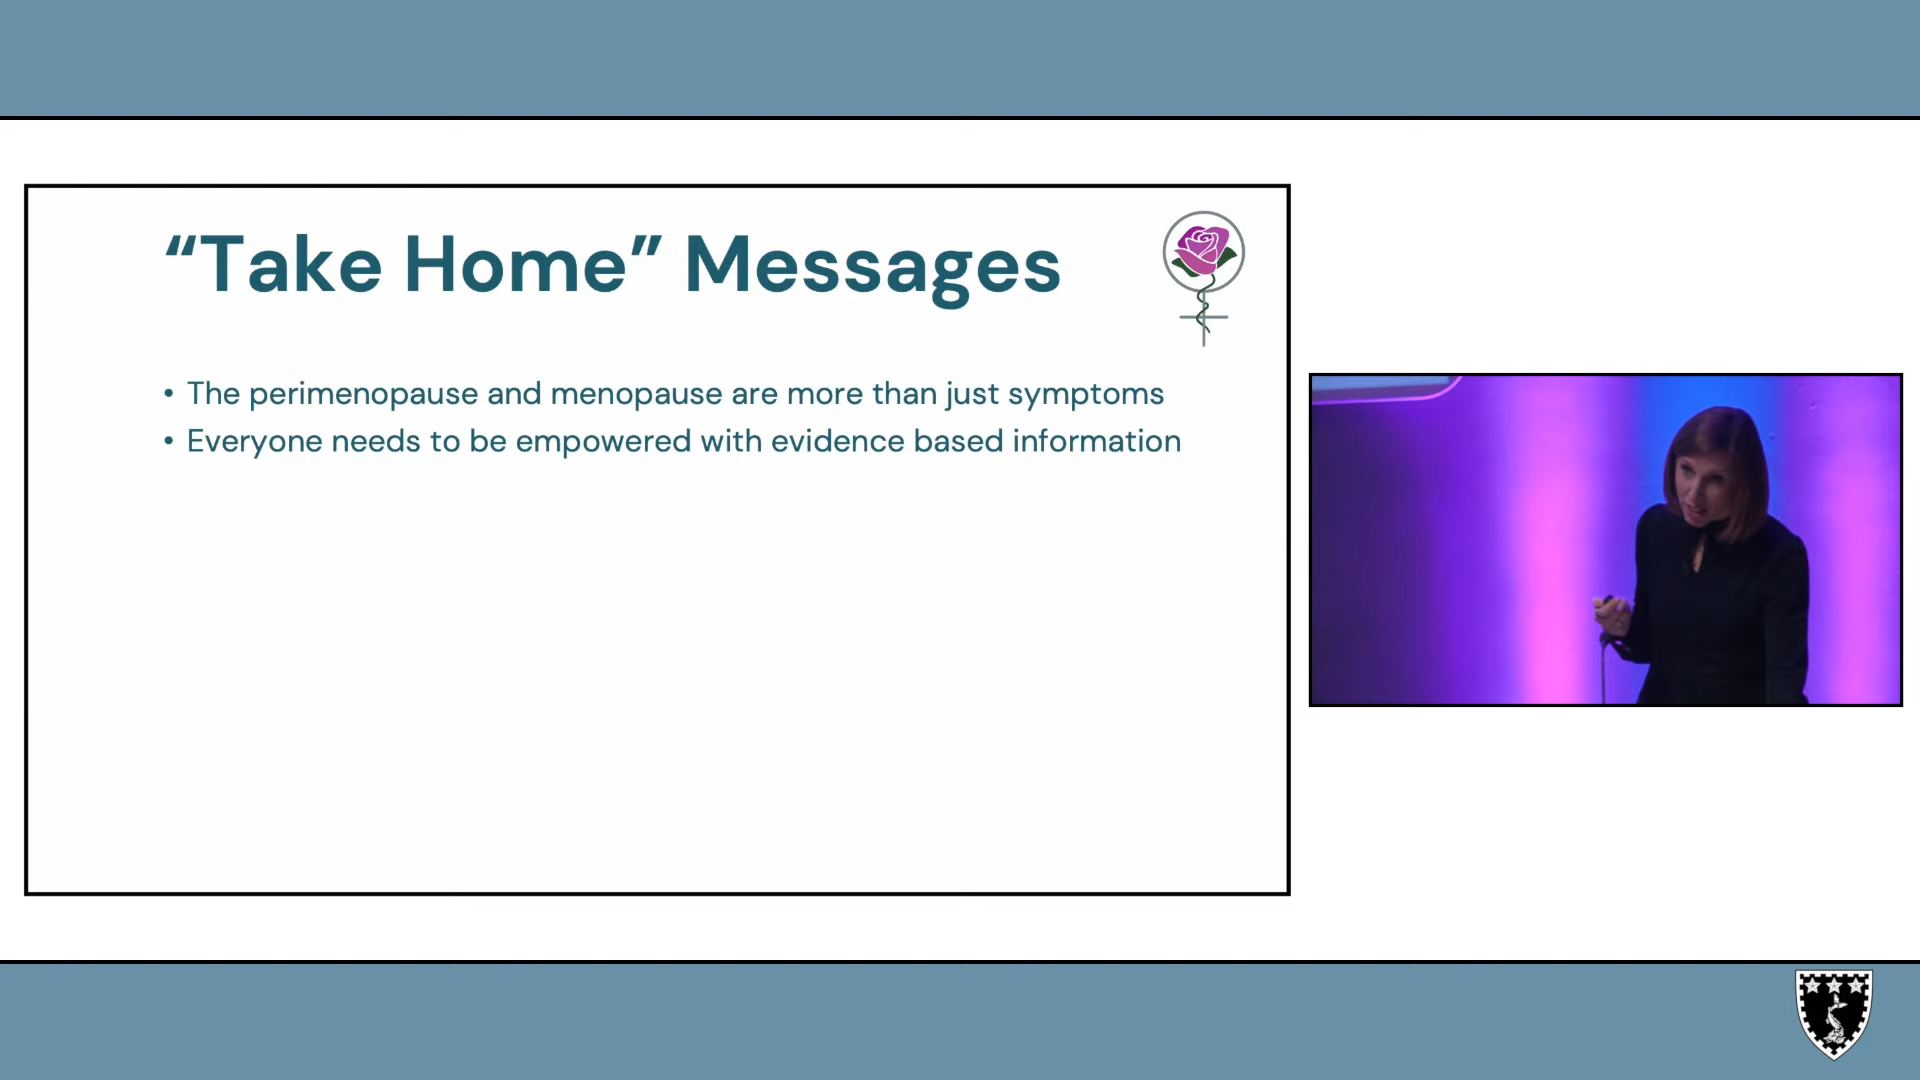 “Take Home” Messages
• The perimenopause and menopause are more than just symptoms
• Everyone needs to be empowered with evidence based information